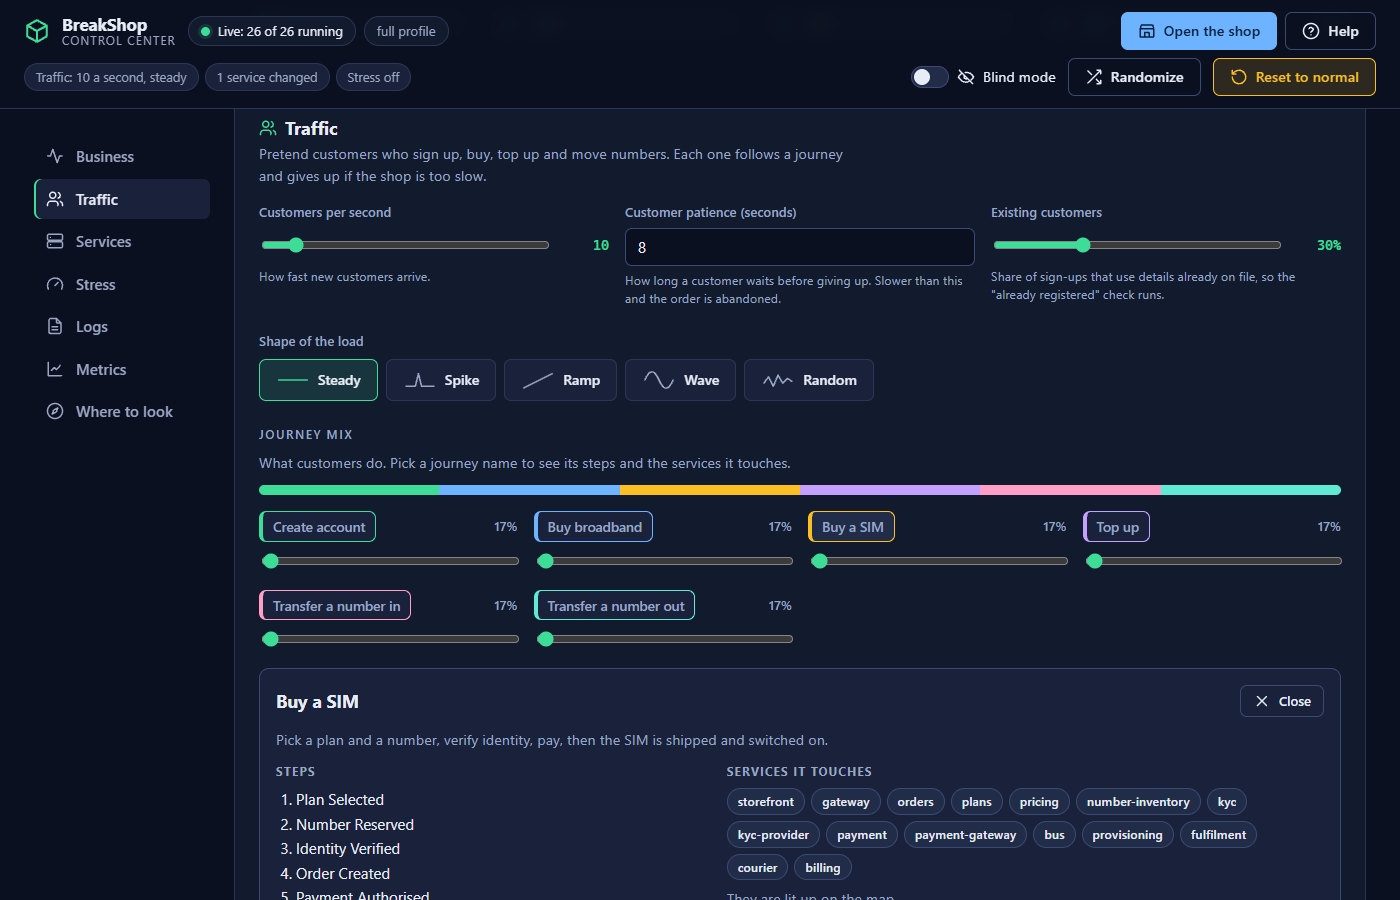 BreakShop
CONTROL CENTER
Live: 26 of 26 running
full profile
Open the shop
Help
Traffic: 10 a second, steady
1 service changed
Stress off
Blind mode
Randomize
Reset to normal
Business
Traffic
Services
Stress
Logs
Metrics
Where to look
Traffic
Pretend customers who sign up, buy, top up and move numbers. Each one follows a journey
and gives up if the shop is too slow.
Customers per second
10
How fast new customers arrive.
Customer patience (seconds)
8
How long a customer waits before giving up. Slower than this
and the order is abandoned.
Existing customers
30%
Share of sign-ups that use details already on file, so the
"already registered" check runs.
Shape of the load
Steady
Spike
Ramp
Wave
Random
JOURNEY MIX
What customers do. Pick a journey name to see its steps and the services it touches.
Create account
17%
Buy broadband
17%
Buy a SIM
17%
Top up
17%
Transfer a number in
17%
Transfer a number out
17%
Buy a SIM
Close
Pick a plan and a number, verify identity, pay, then the SIM is shipped and switched on.
STEPS
1. Plan Selected
2. Number Reserved
3. Identity Verified
4. Order Created
5. Payment Authorised
SERVICES IT TOUCHES
storefront gateway orders plans pricing number-inventory kyc
kyc-provider payment payment-gateway bus provisioning fulfilment
courier billing
They are lit up on the map